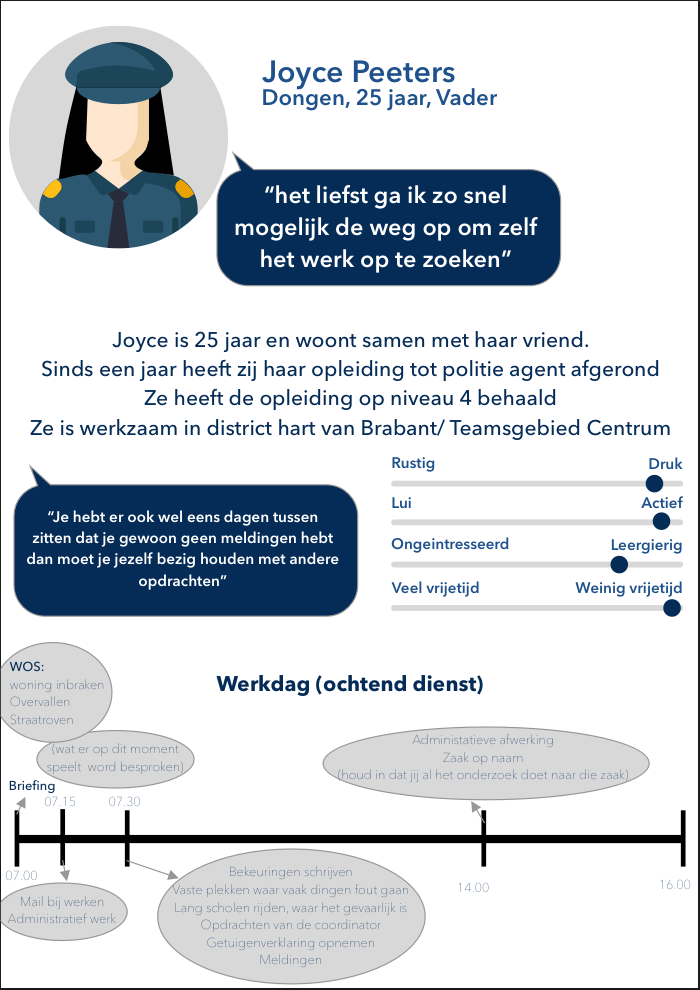 Joyce Peeters
Dongen, 25 jaar, Vader
“het liefst ga ik zo snel
mogelijk de weg op om zelf
het werk op te zoeken”
Joyce is 25 jaar en woont samen met haar vriend.
Sinds een jaar heeft zij haar opleiding tot politie agent afgerond
Ze heeft de opleiding op niveau 4 behaald
Ze is werkzaam in district hart van Brabant/ Teamsgebied Centrum
“Je hebt er ook wel eens dagen tussen
zitten dat je gewoon geen meldingen hebt
dan moet je jezelf bezig houden met andere
opdrachten”
Rustig Druk
Lui Actief
Ongeintresseerd Leergierig
Veel vrijetijd Weinig vrijetijd
Werkdag (ochtend dienst)
WOS:
woning inbraken
Overvallen
Straatroven
(wat er op dit moment
speelt word besproken)
Briefing
07.15
07.30
Administatieve afwerking
Zaak op naam
(houd in dat jij al het onderzoek doet naar die zaak)
07.00
14.00
16.00
Mail bij werken
Administratief werk
Bekeuringen schrijven
Vaste plekken waar vaak dingen fout gaan
Lang scholen rijden, waar het gevaarlijk is
Opdrachten van de coordinator
Getuigenverklaring opnemen
Meldingen